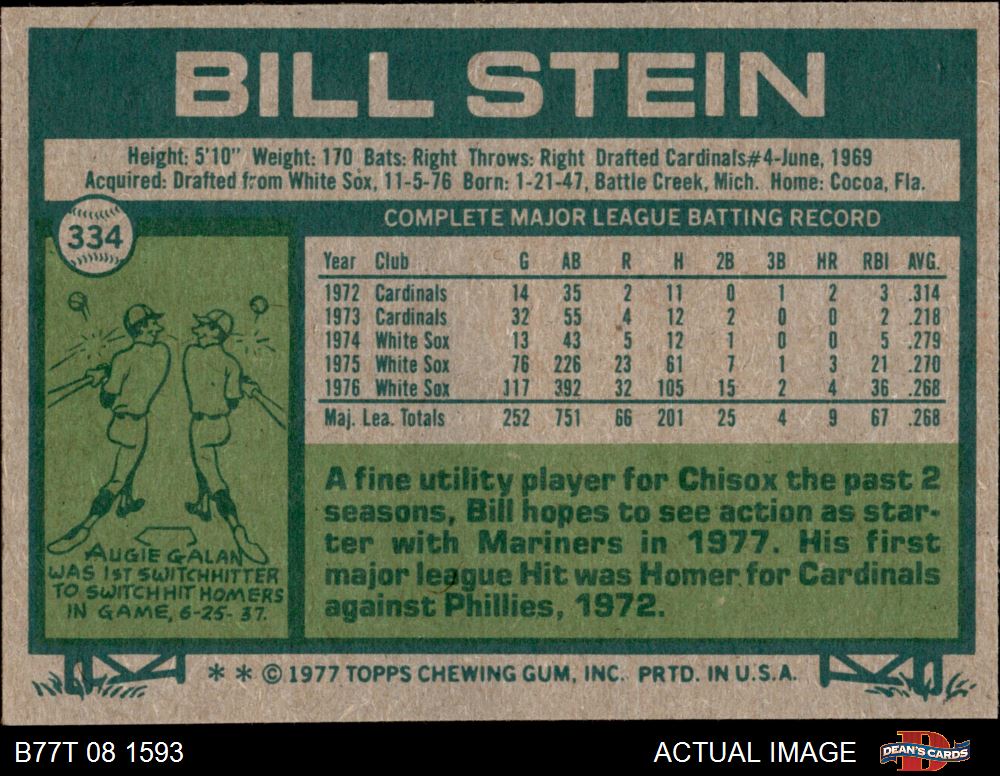 BILL STEIN
Height: 5'10" Weight: 170 Bats: Right Throws: Right Drafted Cardinals#4-June, 1969
Acquired: Drafted from White Sox, 11-5-76 Born: 1-21-47, Battle Creek, Mich. Home: Cocoa, Fla.
334
COMPLETE MAJOR LEAGUE BATTING RECORD
Year Club G AB R H 2B 3B HR RBI AVG.
1972 Cardinals 14 35 2 11 0 1 2 3 .314
1973 Cardinals 32 55 4 12 2 0 0 2 .218
1974 White Sox 13 43 5 12 1 0 0 5 .279
1975 White Sox 76 226 23 61 7 1 3 21 .270
1976 White Sox 117 392 32 105 15 2 4 36 .268
Maj. Lea. Totals 252 751 66 201 25 4 9 67 .268
AUGIE GALAN
WAS 1ST SWITCHHITTER
TO SWITCH HIT HOMERS
IN GAME, 6-25-37.
A fine utility player for Chisox the past 2
seasons, Bill hopes to see action as star-
ter with Mariners in 1977. His first
major league Hit was Homer for Cardinals
against Phillies, 1972.
* * © 1977 TOPPS CHEWING GUM, INC. PRTD. IN U.S.A.
B77T 08 1593
ACTUAL IMAGE
DEAN'S CARDS